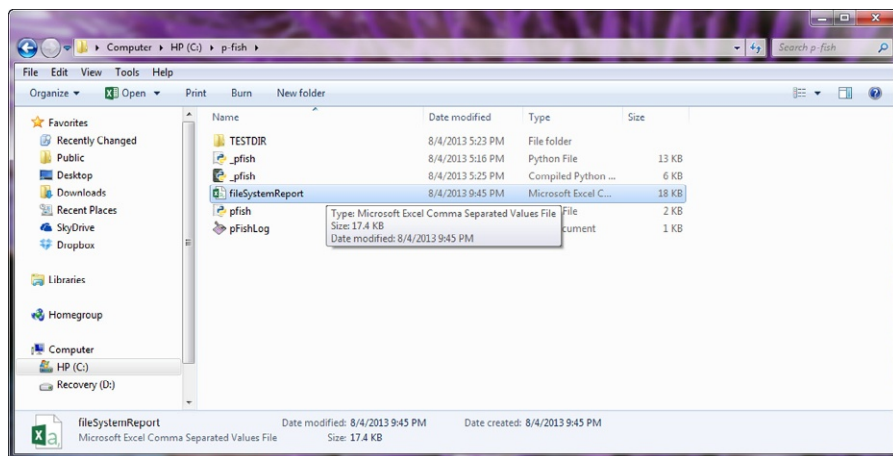 Computer HP (C:) p-fish
Search p-fish
File Edit View Tools Help
Organize Open Print Burn New folder
Name Date modified Type Size
Favorites
Recently Changed
Public
Desktop
Downloads
Recent Places
SkyDrive
Dropbox
Libraries
Homegroup
Computer
HP (C:)
Recovery (D:)
TESTDIR 8/4/2013 5:23 PM File folder
_pfish 8/4/2013 5:16 PM Python File 13 KB
_pfish 8/4/2013 5:25 PM Compiled Python ... 6 KB
fileSystemReport 8/4/2013 9:45 PM Microsoft Excel C... 18 KB
pfish File 2 KB
pFishLog cument 1 KB
Type: Microsoft Excel Comma Separated Values File
Size: 17.4 KB
Date modified: 8/4/2013 9:45 PM
fileSystemReport Date modified: 8/4/2013 9:45 PM Date created: 8/4/2013 9:45 PM
Microsoft Excel Comma Separated Values File Size: 17.4 KB